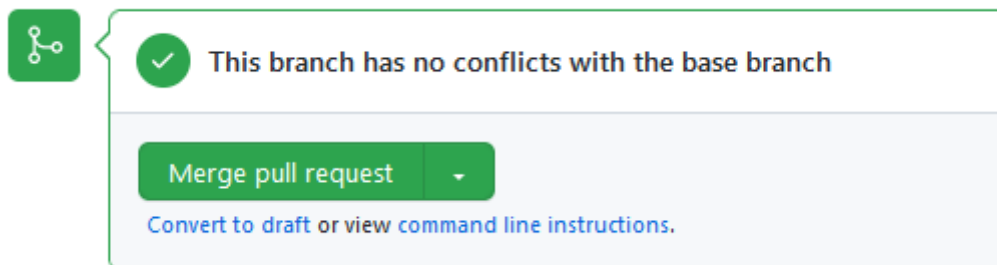 This branch has no conflicts with the base branch
Merge pull request
Convert to draft or view command line instructions.